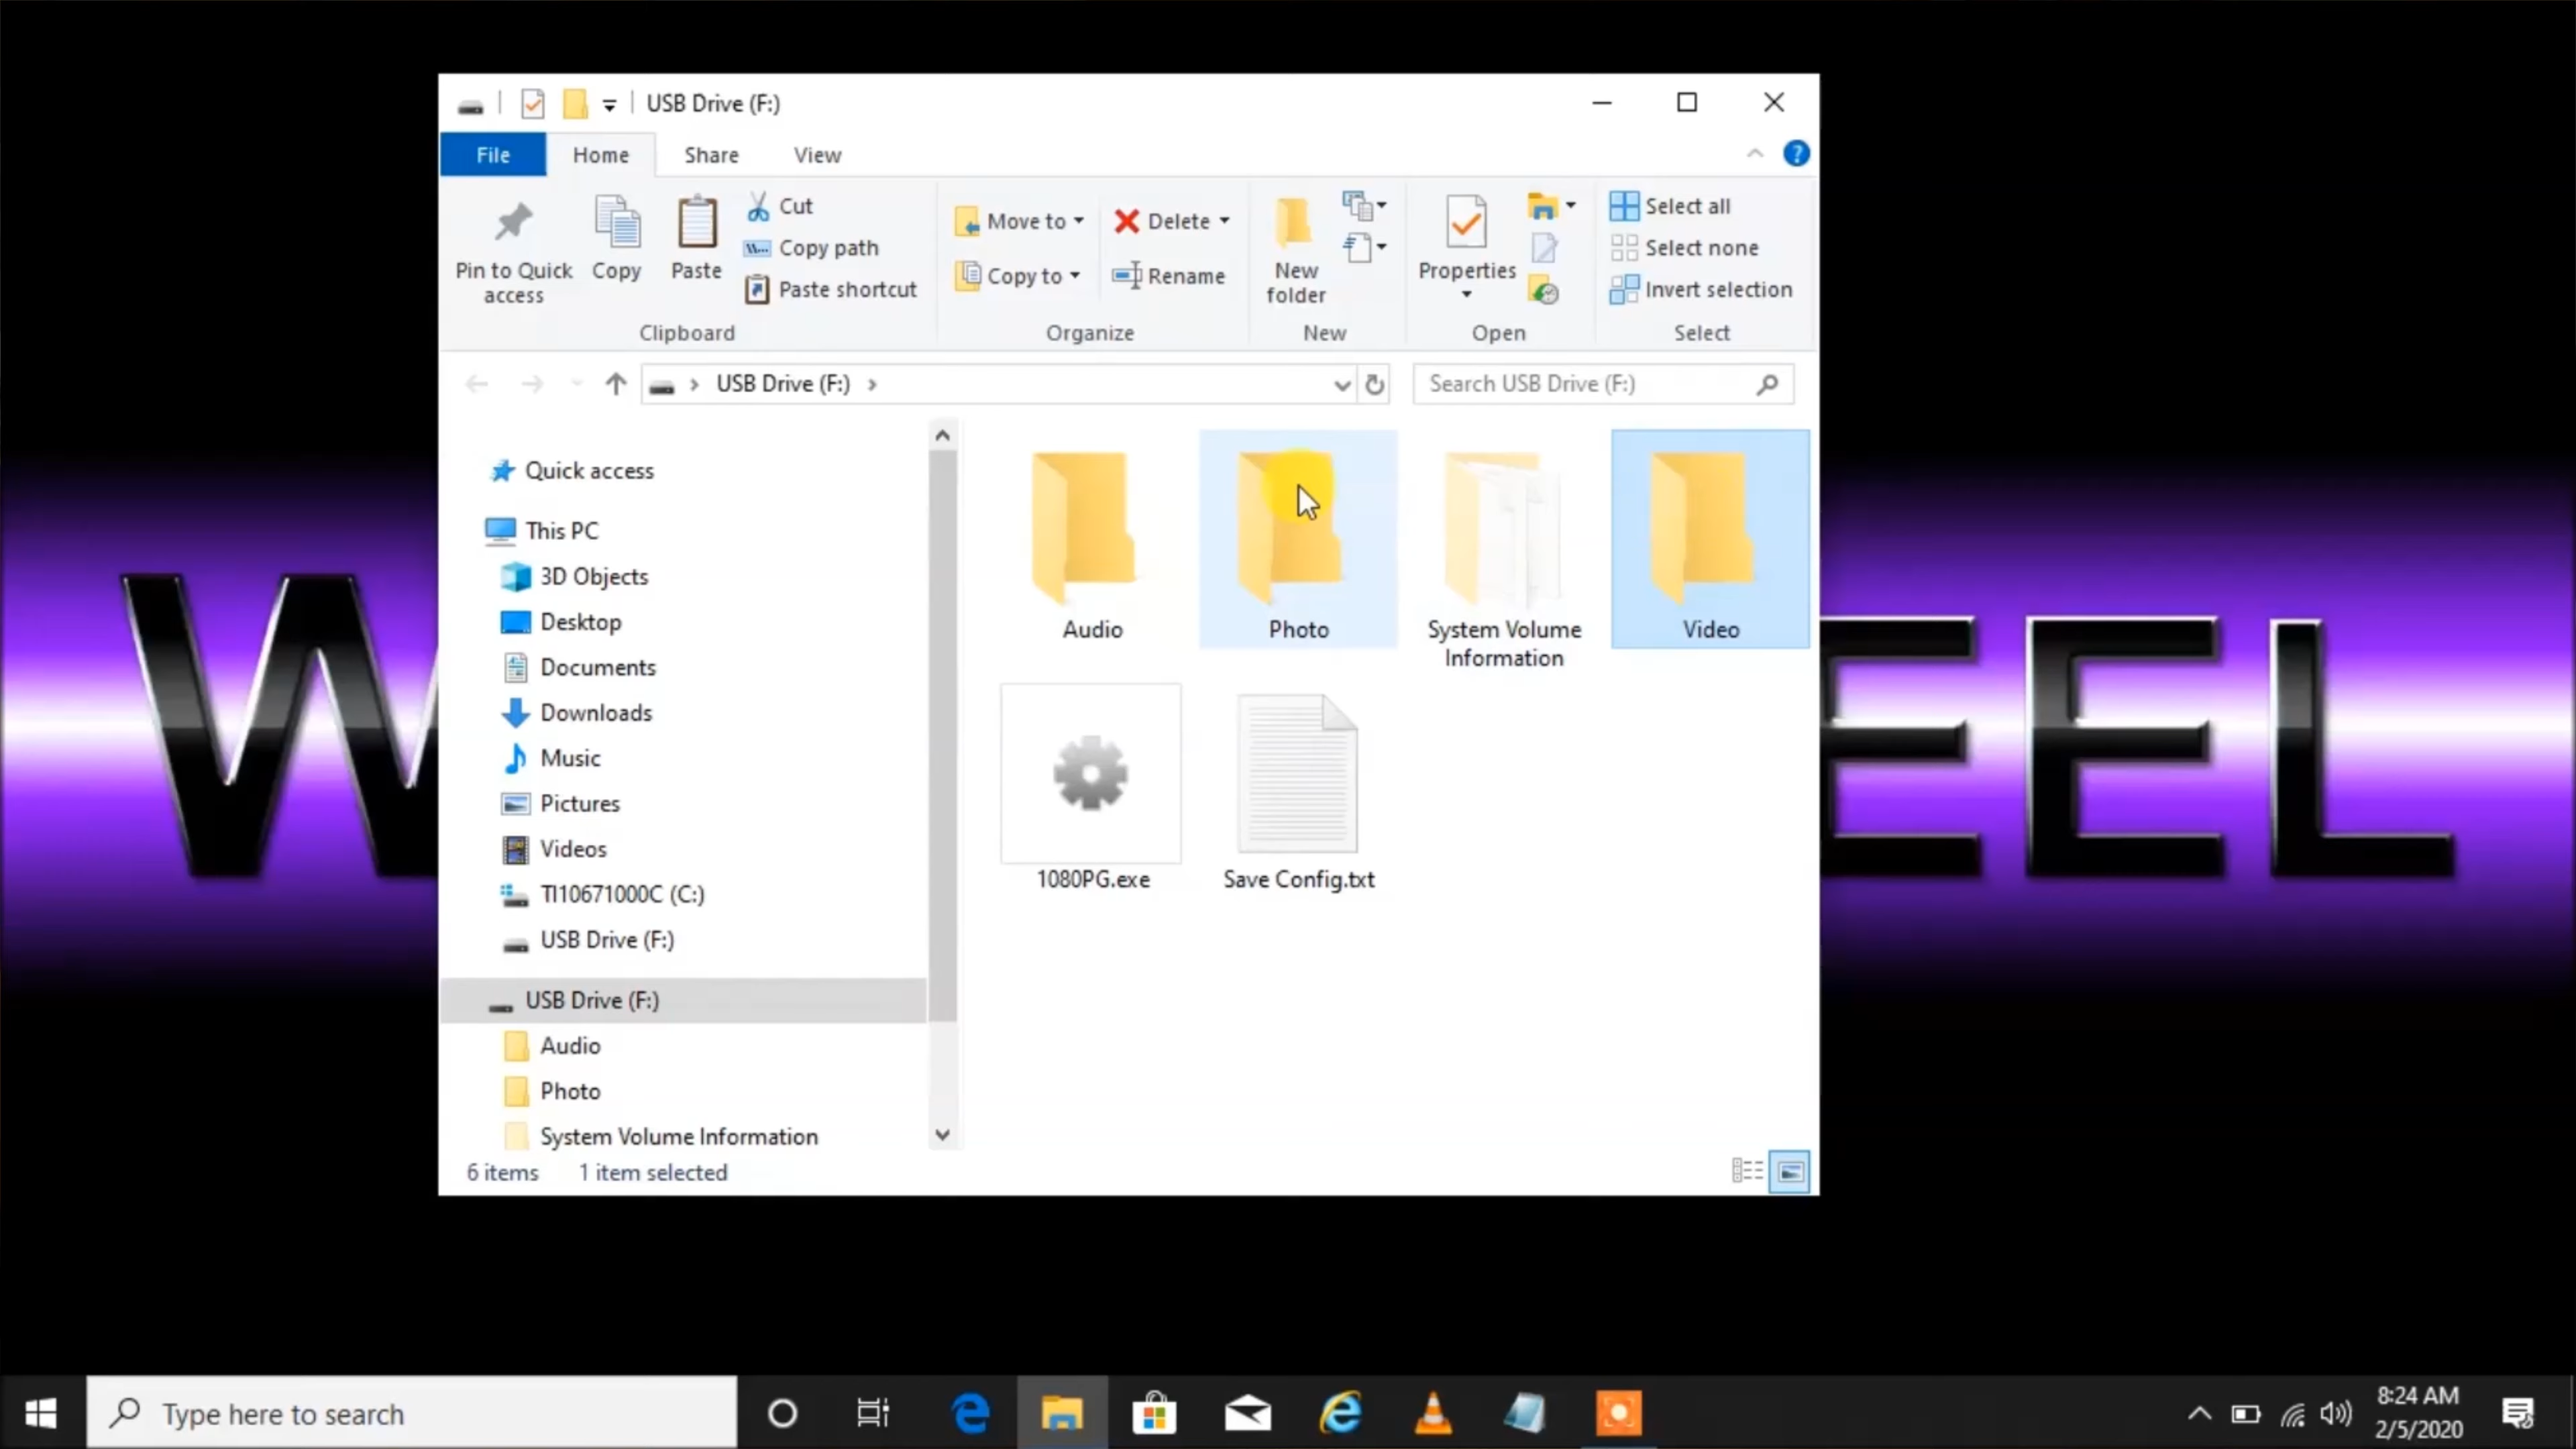 USB Drive (F:)
File Home Share View
Pin to Quick access
Copy
Paste
Cut
Copy path
Paste shortcut
Clipboard
Move to
Copy to
Delete
Rename
Organize
New folder
New
Properties
Open
Select all
Select none
Invert selection
Select
USB Drive (F:)
Search USB Drive (F:)
Quick access
This PC
3D Objects
Desktop
Documents
Downloads
Music
Pictures
Videos
TI10671000C (C:)
USB Drive (F:)
USB Drive (F:)
Audio
Photo
System Volume Information
Audio
Photo
System Volume
Information
Video
1080PG.exe
Save Config.txt
6 items 1 item selected
W
EEL
Type here to search
8:24 AM
2/5/2020